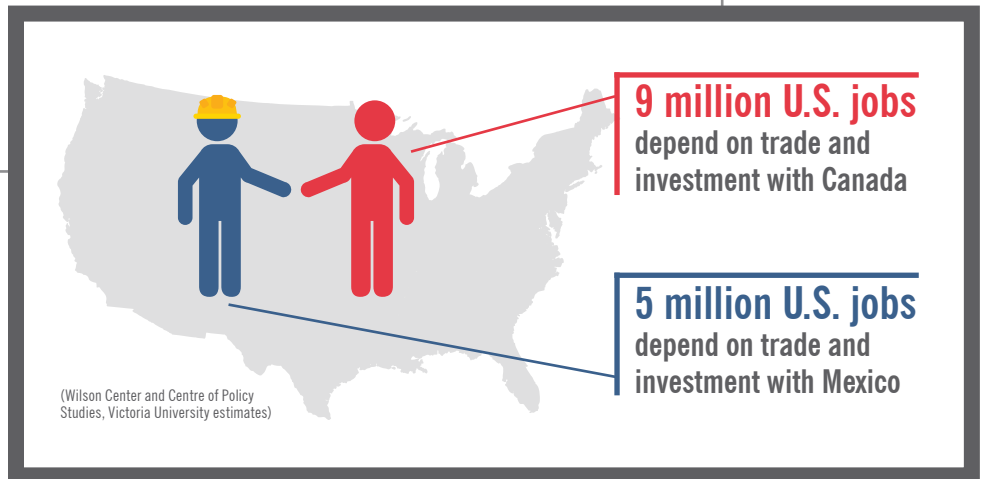 9 million U.S. jobs
depend on trade and
investment with Canada
5 million U.S. jobs
depend on trade and
investment with Mexico
(Wilson Center and Centre of Policy
Studies, Victoria University estimates)